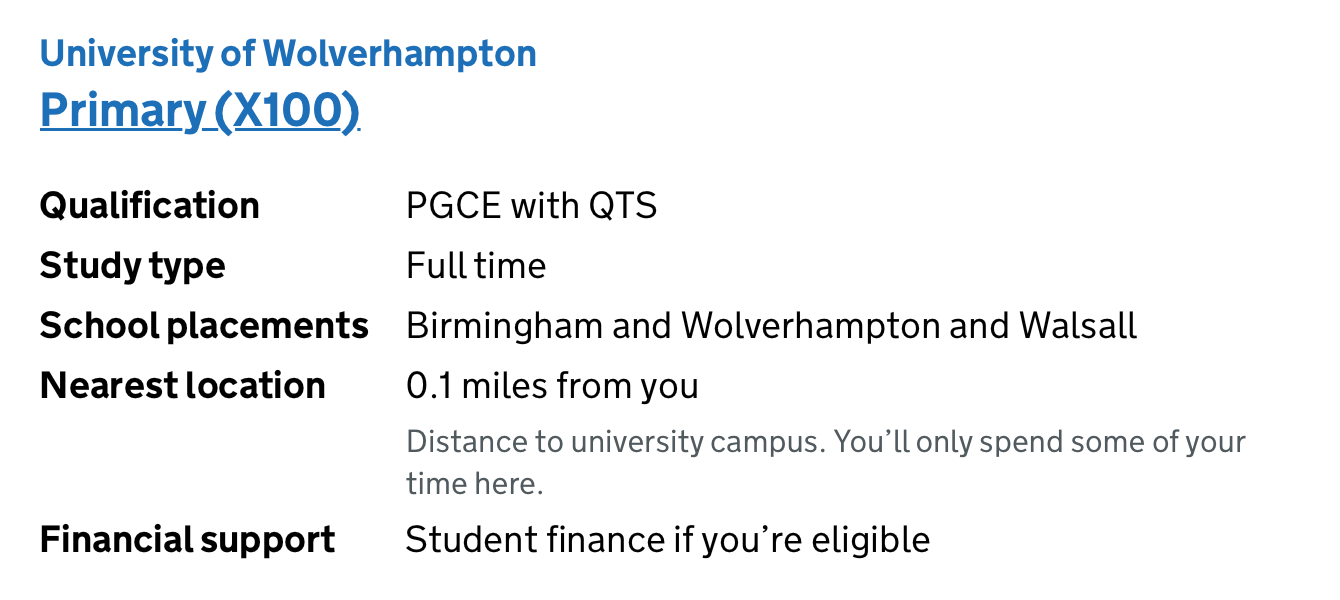 University of Wolverhampton
Primary (X100)
Qualification PGCE with QTS
Study type Full time
School placements Birmingham and Wolverhampton and Walsall
Nearest location 0.1 miles from you
Distance to university campus. You’ll only spend some of your
time here.
Financial support Student finance if you’re eligible